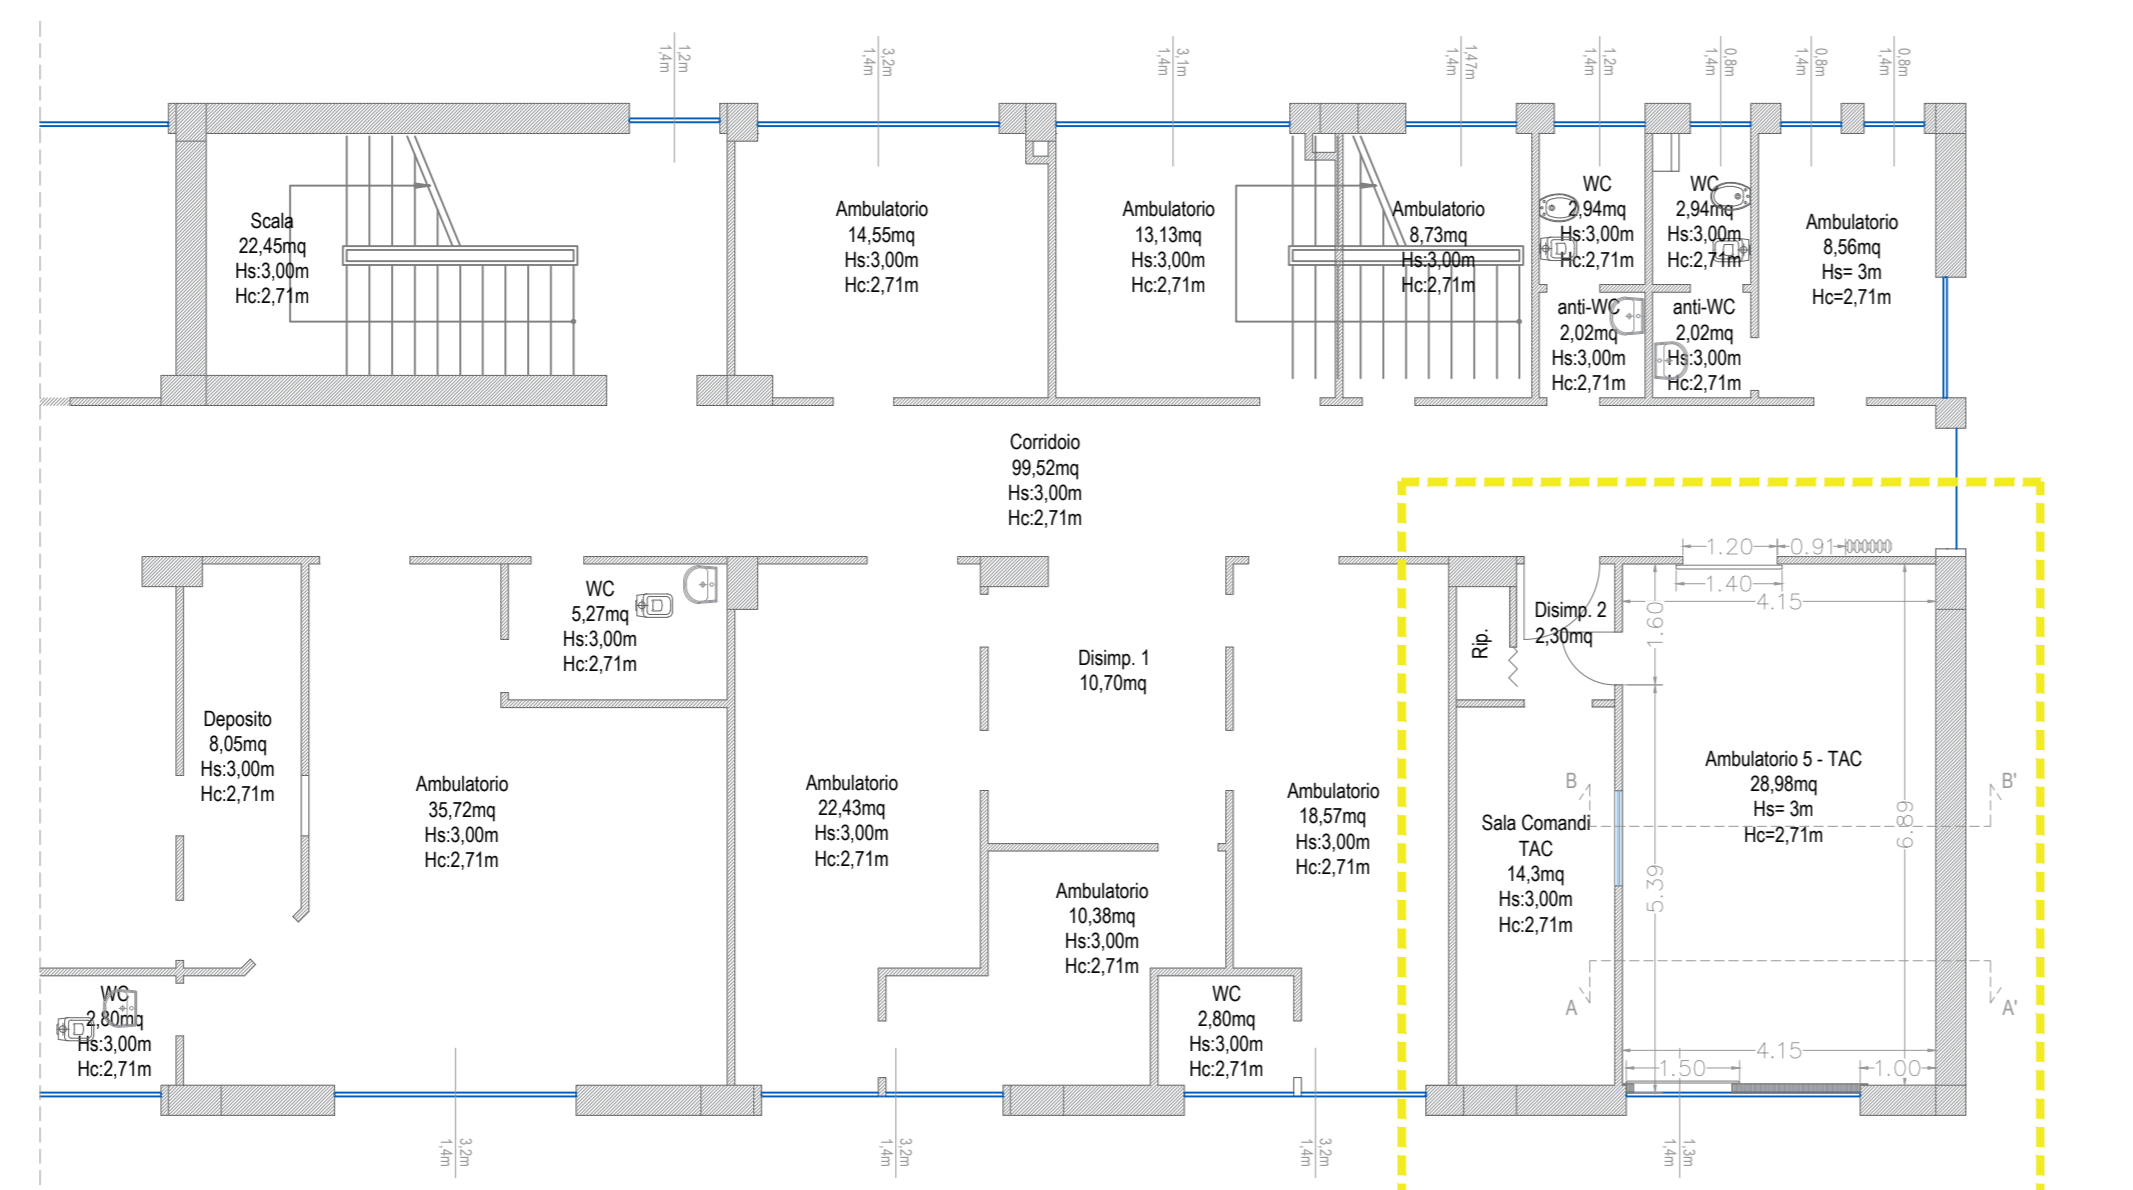 1,2m
1,4m
3,2m
1,4m
3,1m
1,4m
1,47m
1,4m
1,2m
1,4m
0,8m
1,4m
0,8m
1,4m
0,8m
1,4m
Scala
22,45mq
Hs:3,00m
Hc:2,71m
Ambulatorio
14,55mq
Hs:3,00m
Hc:2,71m
Ambulatorio
13,13mq
Hs:3,00m
Hc:2,71m
Ambulatorio
8,73mq
Hs:3,00m
Hc:2,71m
WC
2,94mq
Hs:3,00m
Hc:2,71m
WC
2,94mq
Hs:3,00m
Hc:2,71m
Ambulatorio
8,56mq
Hs= 3m
Hc=2,71m
anti-WC
2,02mq
Hs:3,00m
Hc:2,71m
anti-WC
2,02mq
Hs:3,00m
Hc:2,71m
Corridoio
99,52mq
Hs:3,00m
Hc:2,71m
WC
5,27mq
Hs:3,00m
Hc:2,71m
Disimp. 1
10,70mq
Rip.
Disimp. 2
2,30mq
1.20
0.91
1.40
4.15
1.60
Deposito
8,05mq
Hs:3,00m
Hc:2,71m
Ambulatorio
35,72mq
Hs:3,00m
Hc:2,71m
Ambulatorio
22,43mq
Hs:3,00m
Hc:2,71m
Ambulatorio
18,57mq
Hs:3,00m
Hc:2,71m
Ambulatorio 5 - TAC
28,98mq
Hs= 3m
Hc=2,71m
B
B'
6.89
Sala Comandi
TAC
14,3mq
Hs:3,00m
Hc:2,71m
5.39
Ambulatorio
10,38mq
Hs:3,00m
Hc:2,71m
A
A'
WC
2,80mq
Hs:3,00m
Hc:2,71m
WC
2,80mq
Hs:3,00m
Hc:2,71m
4.15
1.50
1.00
3,2m
1,4m
3,2m
1,4m
3,2m
1,4m
1,3m
1,4m